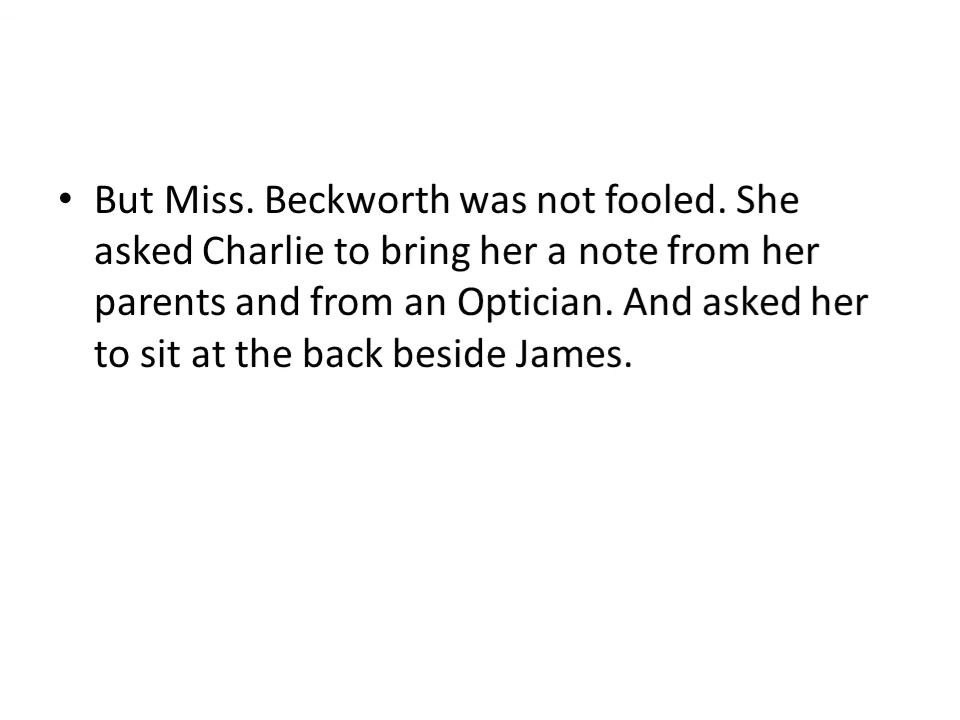 • But Miss. Beckworth was not fooled. She
asked Charlie to bring her a note from her
parents and from an Optician. And asked her
to sit at the back beside James.